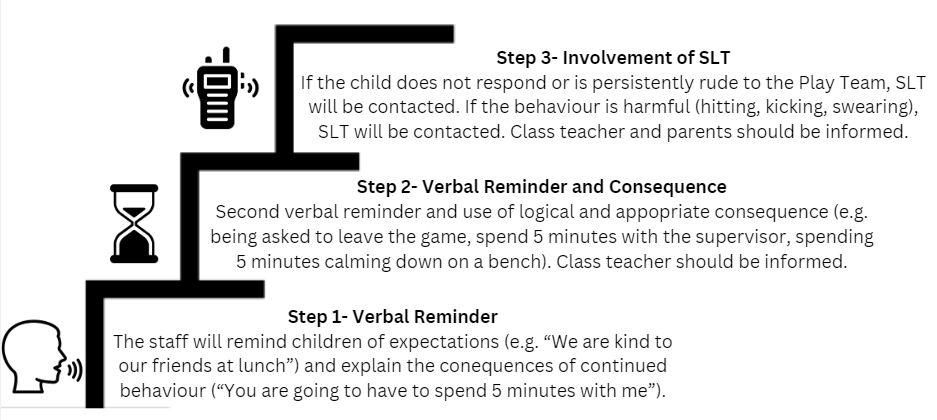 Step 3- Involvement of SLT
If the child does not respond or is persistently rude to the Play Team, SLT
will be contacted. If the behaviour is harmful (hitting, kicking, swearing),
SLT will be contacted. Class teacher and parents should be informed.
Step 2- Verbal Reminder and Consequence
Second verbal reminder and use of logical and appopriate consequence (e.g.
being asked to leave the game, spend 5 minutes with the supervisor, spending
5 minutes calming down on a bench). Class teacher should be informed.
Step 1- Verbal Reminder
The staff will remind children of expectations (e.g. “We are kind to
our friends at lunch”) and explain the conequences of continued
behaviour (“You are going to have to spend 5 minutes with me”).